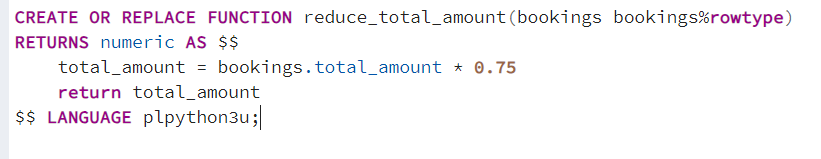 CREATE OR REPLACE FUNCTION reduce_total_amount(bookings bookings%rowtype)
RETURNS numeric AS $$
    total_amount = bookings.total_amount * 0.75
    return total_amount
$$ LANGUAGE plpython3u;